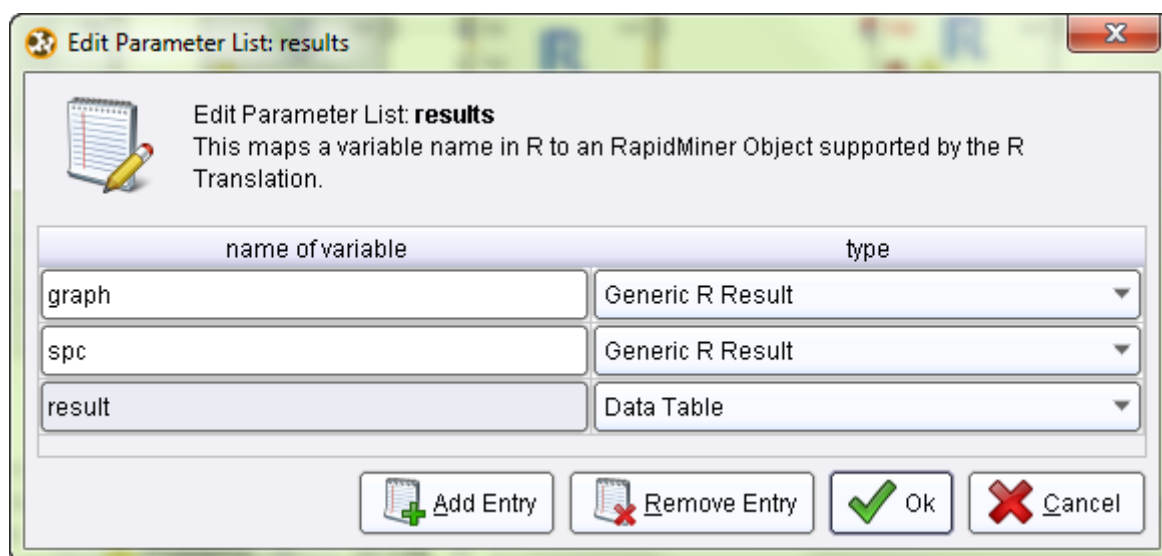 Edit Parameter List: results
Edit Parameter List: results
This maps a variable name in R to an RapidMiner Object supported by the R
Translation.
name of variable type
graph Generic R Result
spc Generic R Result
result Data Table
Add Entry Remove Entry Ok Cancel